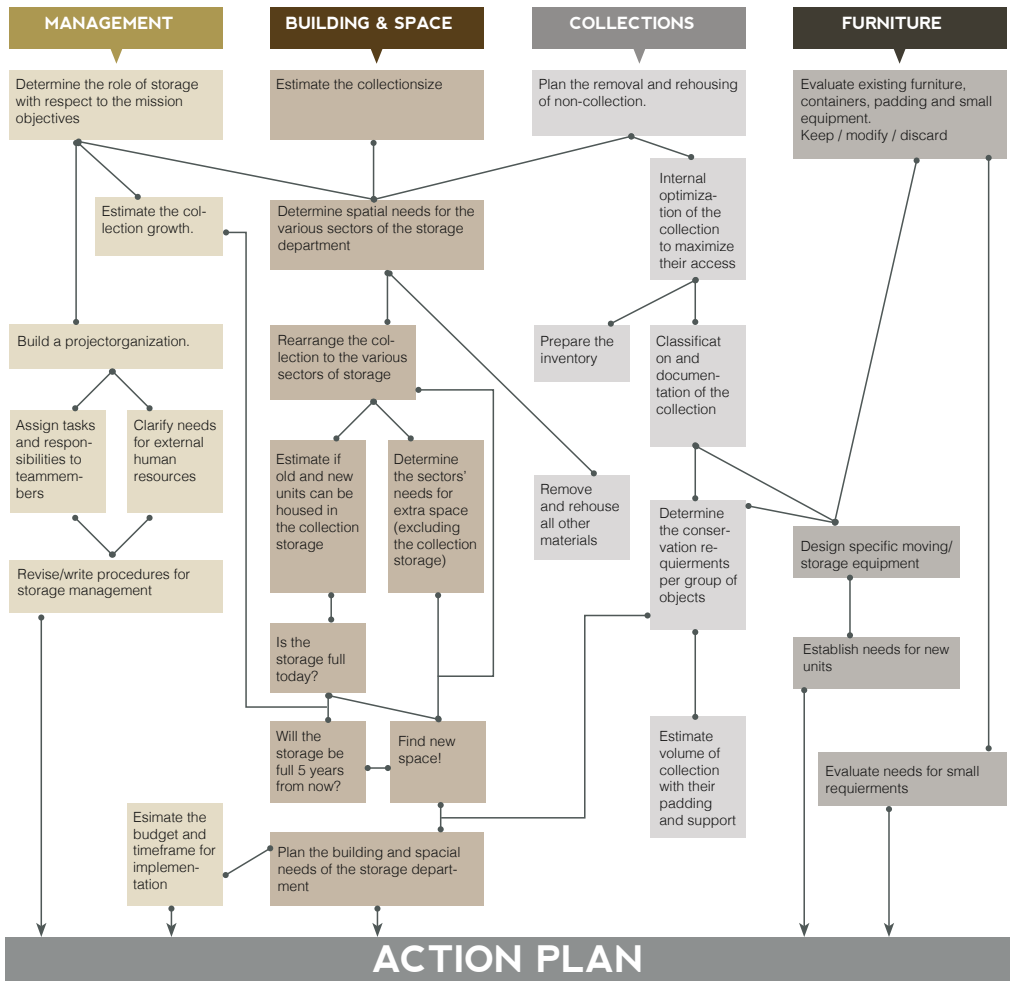 MANAGEMENT
Determine the role of storage
with respect to the mission
objectives
Estimate the col-
lection growth.
Build a projectorganization.
Assign tasks
and respon-
sibilities to
teammem-
bers
Clarify needs
for external
human
resources
Revise/write procedures for
storage management
Esimate the
budget and
timeframe for
implemen-
tation
BUILDING & SPACE
Estimate the collectionsize
Determine spatial needs for the
various sectors of the storage
department
Rearrange the col-
lection to the various
sectors of storage
Estimate if
old and new
units can be
housed in
the collection
storage
Determine
the sectors'
needs for
extra space
(excluding
the collection
storage)
Is the
storage full
today?
Will the
storage be
full 5 years
from now?
Find new
space!
Plan the building and spacial
needs of the storage depart-
ment
COLLECTIONS
Plan the removal and rehousing
of non-collection.
Internal
optimiza-
tion of the
collection
to maximize
their access
Prepare the
inventory
Classificat
on and
documen-
tation of the
collection
Remove
and rehouse
all other
materials
Determine
the conser-
vation re-
quierments
per group of
objects
Estimate
volume of
collection
with their
padding
and support
FURNITURE
Evaluate existing furniture,
containers, padding and small
equipment.
Keep / modify / discard
Design specific moving/
storage equipment
Establish needs for new
units
Evaluate needs for small
requierments
ACTION PLAN